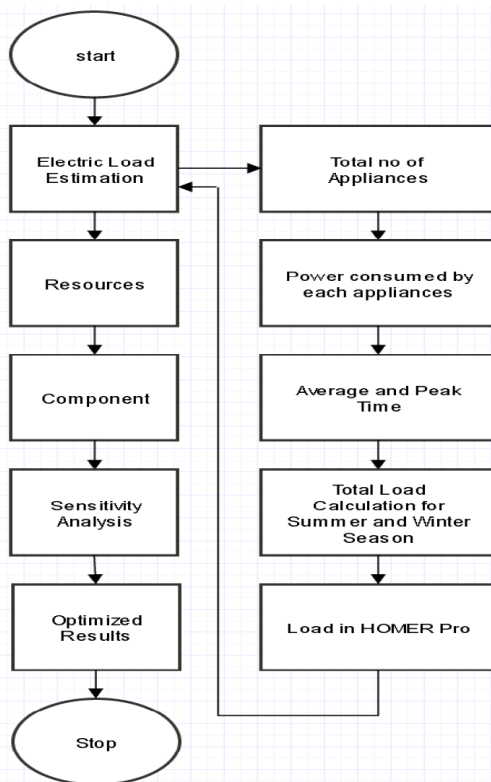 start
Electric Load
Estimation
Resources
Component
Sensitivity
Analysis
Optimized
Results
Stop
Total no of
Appliances
Power consumed by
each appliances
Average and Peak
Time
Total Load
Calculation for
Summer and Winter
Season
Load in HOMER Pro